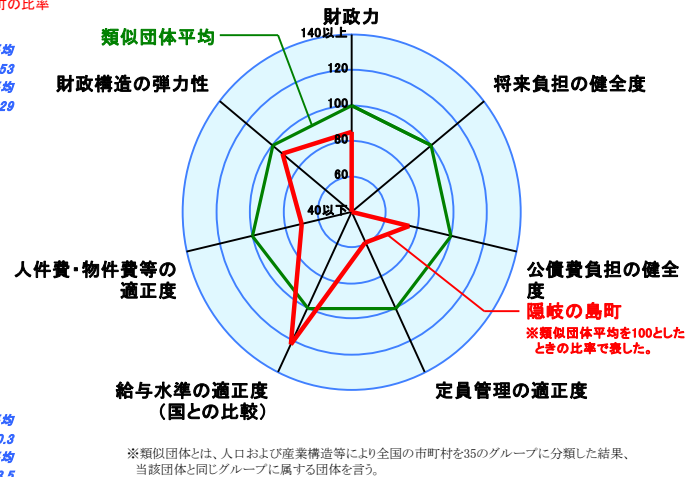 町の比率
財政力
140以上
類似団体平均
均
53
120
財政構造の弾力性
将来負担の健全度
均
29
100
80
60
40以下
人件費・物件費等の
適正度
公債費負担の健全
度
隠岐の島町
※類似団体平均を100とした
ときの比率で表した。
給与水準の適正度
(国との比較)
定員管理の適正度
均
0.3
均
※類似団体とは、人口および産業構造等により全国の市町村を35のグループに分類した結果、
当該団体と同じグループに属する団体を言う。